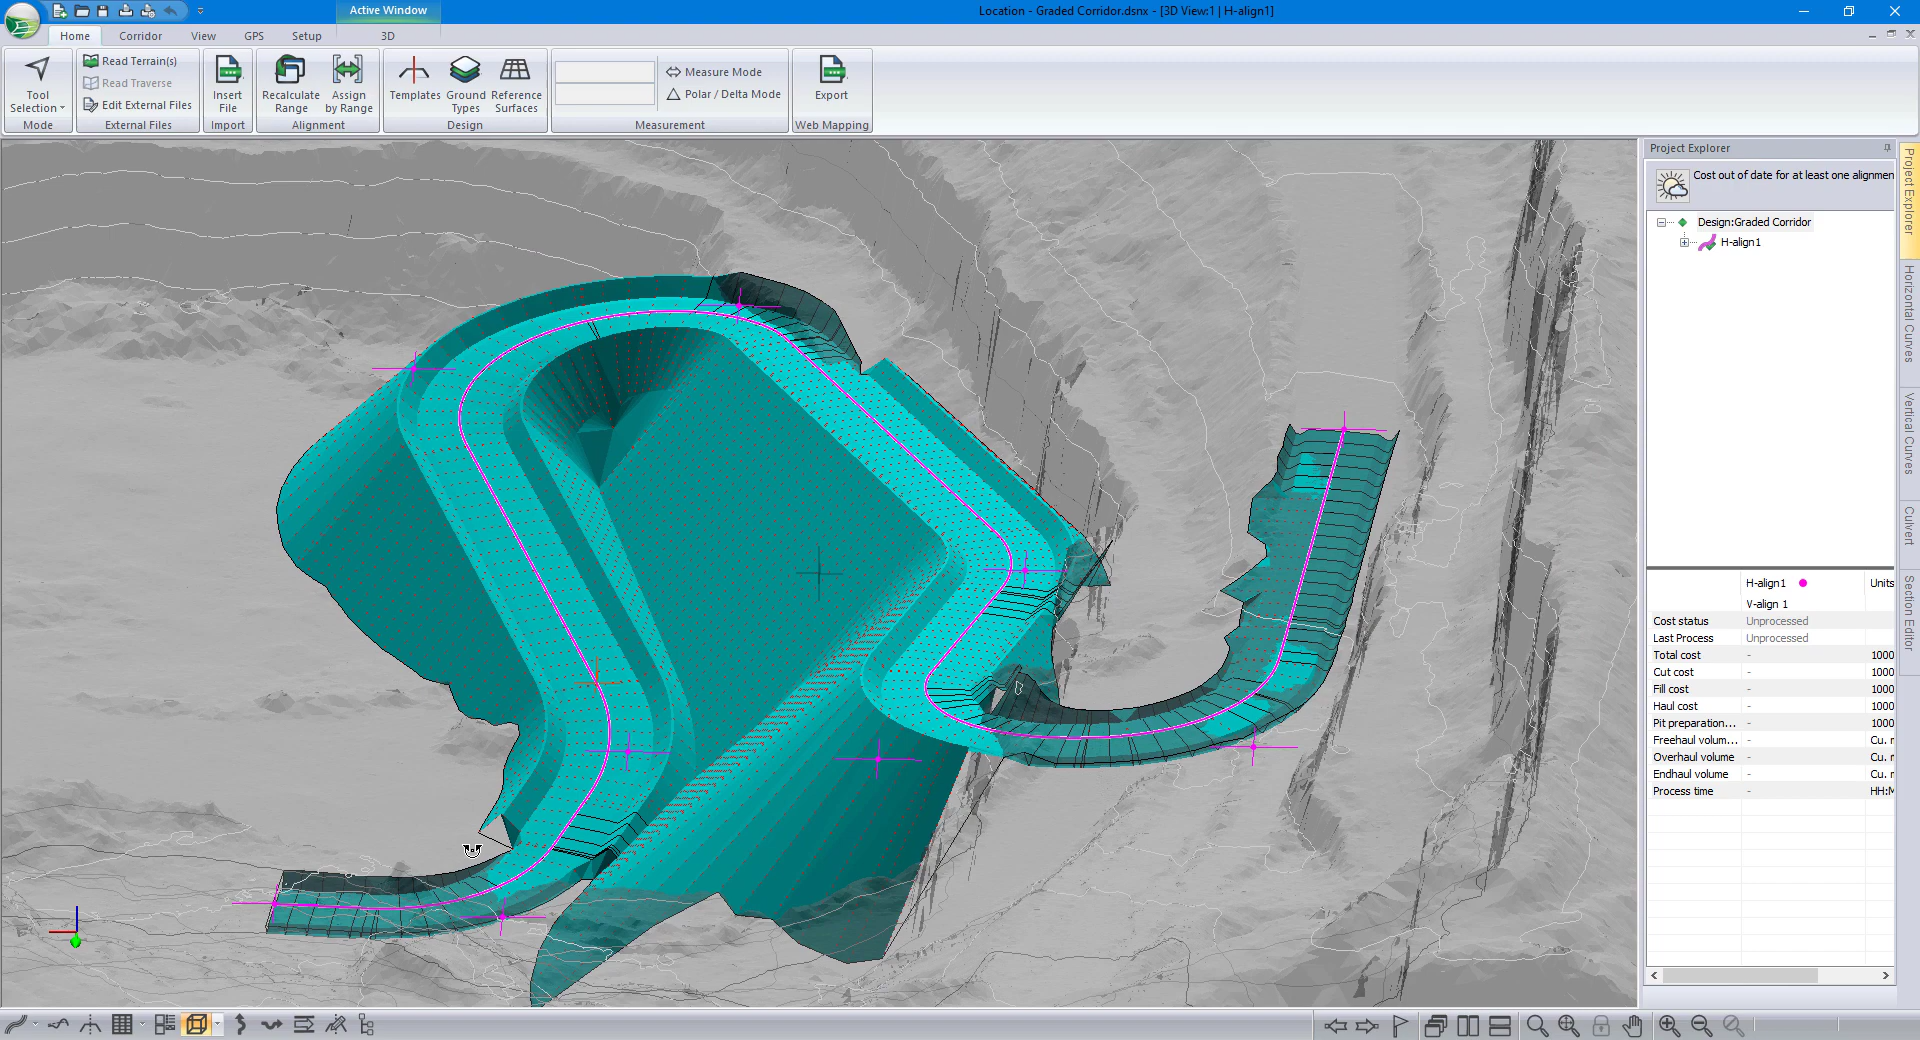 Active Window
Location - Graded Corridor.dsnx - [3D View:1 | H-align1]
Home
Corridor
View
GPS
Setup
3D
Tool Selection
Mode
Read Terrain(s)
Read Traverse
Edit External Files
External Files
Insert File
Import
Recalculate Range
Assign by Range
Alignment
Templates
Ground Types
Reference Surfaces
Design
Measure Mode
Polar / Delta Mode
Measurement
Export
Web Mapping
Project Explorer
Cost out of date for at least one alignmen
Design:Graded Corridor
H-align1
H-align1 Units
V-align 1
Cost status Unprocessed
Last Process Unprocessed
Total cost - 1000
Cut cost - 1000
Fill cost - 1000
Haul cost - 1000
Pit preparation... - 1000
Freehaul volum... - Cu. m
Overhaul volume - Cu. m
Endhaul volume - Cu. m
Process time - HH:M
Project Explorer
Horizontal Curves
Vertical Curves
Culvert
Section Editor